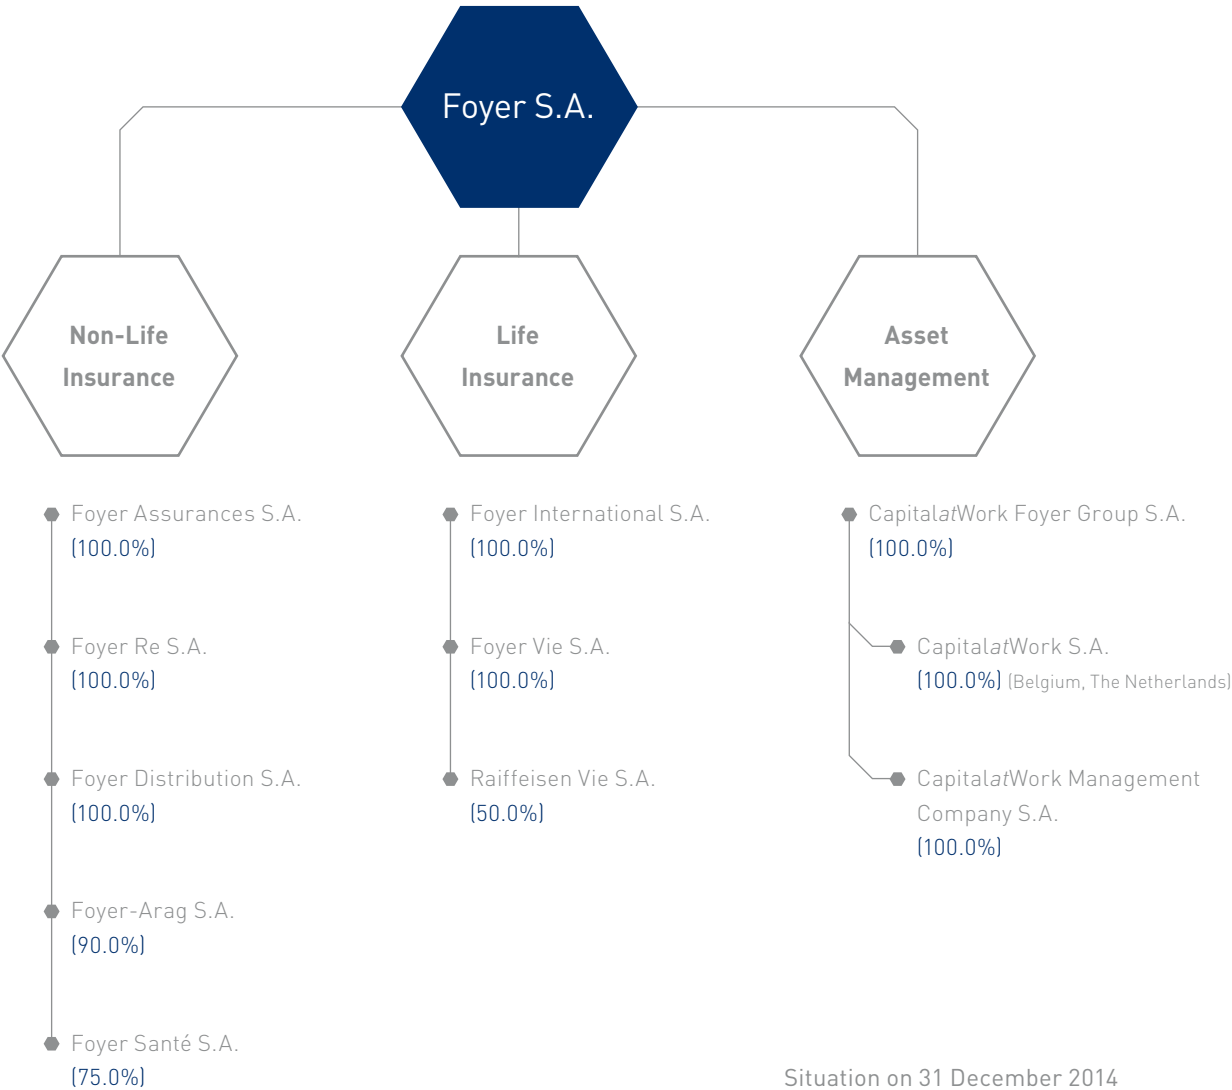 Foyer S.A.
Non-Life
Insurance
Foyer Assurances S.A.
(100.0%)
Foyer Re S.A.
(100.0%)
Foyer Distribution S.A.
(100.0%)
Foyer-Arag S.A.
(90.0%)
Foyer Santé S.A.
(75.0%)
Life
Insurance
Foyer International S.A.
(100.0%)
Foyer Vie S.A.
(100.0%)
Raiffeisen Vie S.A.
(50.0%)
Asset
Management
CapitalatWork Foyer Group S.A.
(100.0%)
CapitalatWork S.A.
(100.0%) (Belgium, The Netherlands)
CapitalatWork Management
Company S.A.
(100.0%)
Situation on 31 December 2014